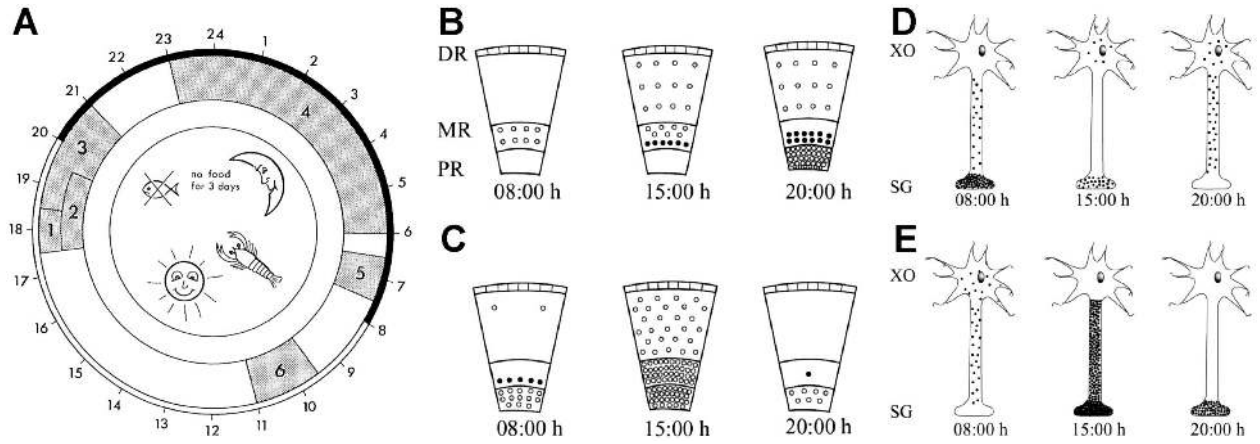 A
24
1
2
3
4
5
6
7
8
9
10
11
12
13
14
15
16
17
18
19
20
21
22
23
1
2
3
4
5
6
no food
for 3 days
B
DR
MR
PR
08:00 h
15:00 h
20:00 h
C
08:00 h
15:00 h
20:00 h
D
XO
SG
08:00 h
15:00 h
20:00 h
E
XO
SG
08:00 h
15:00 h
20:00 h